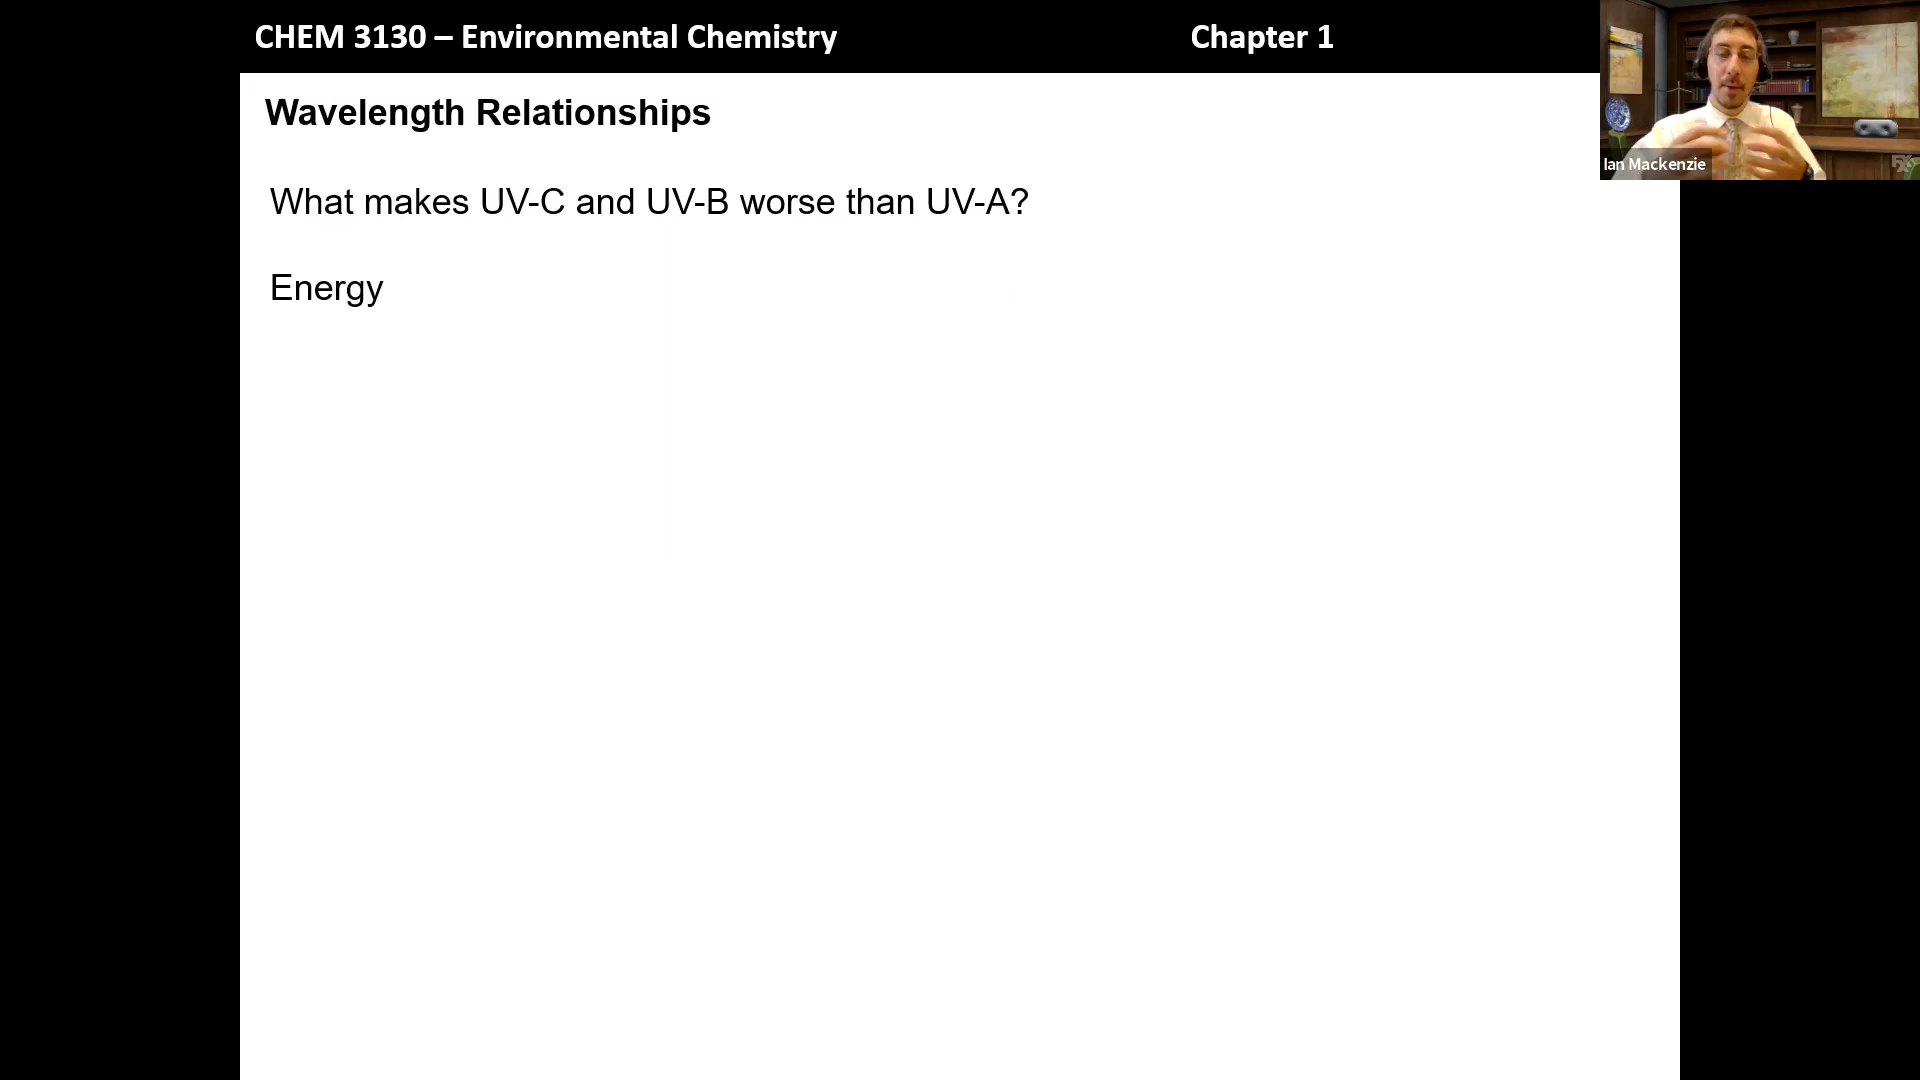 CHEM 3130 – Environmental Chemistry Chapter 1
Wavelength Relationships
What makes UV-C and UV-B worse than UV-A?
Energy
Ian Mackenzie